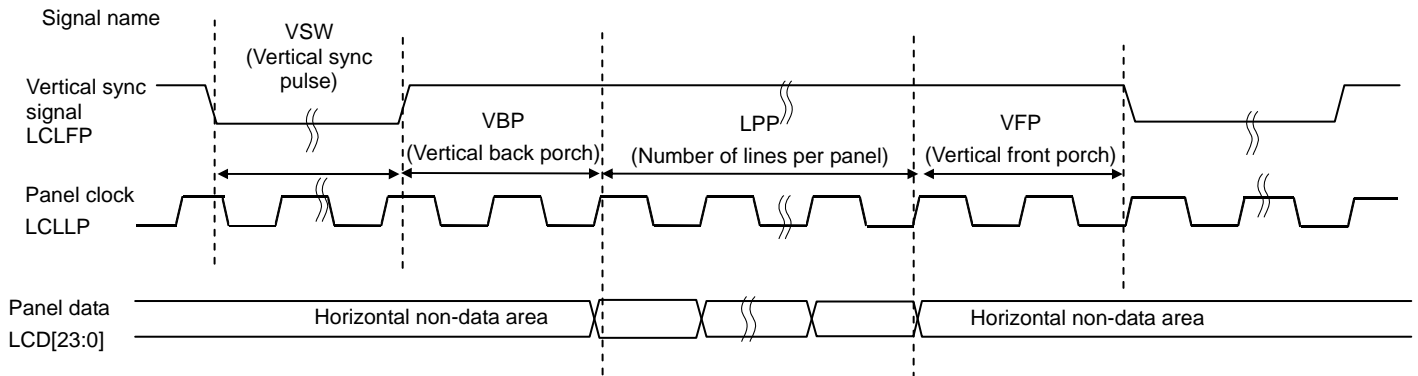 Signal name
VSW
(Vertical sync
pulse)
Vertical sync
signal
LCLFP
VBP
(Vertical back porch)
LPP
(Number of lines per panel)
VFP
(Vertical front porch)
Panel clock
LCLLP
Panel data
LCD[23:0]
Horizontal non-data area
Horizontal non-data area